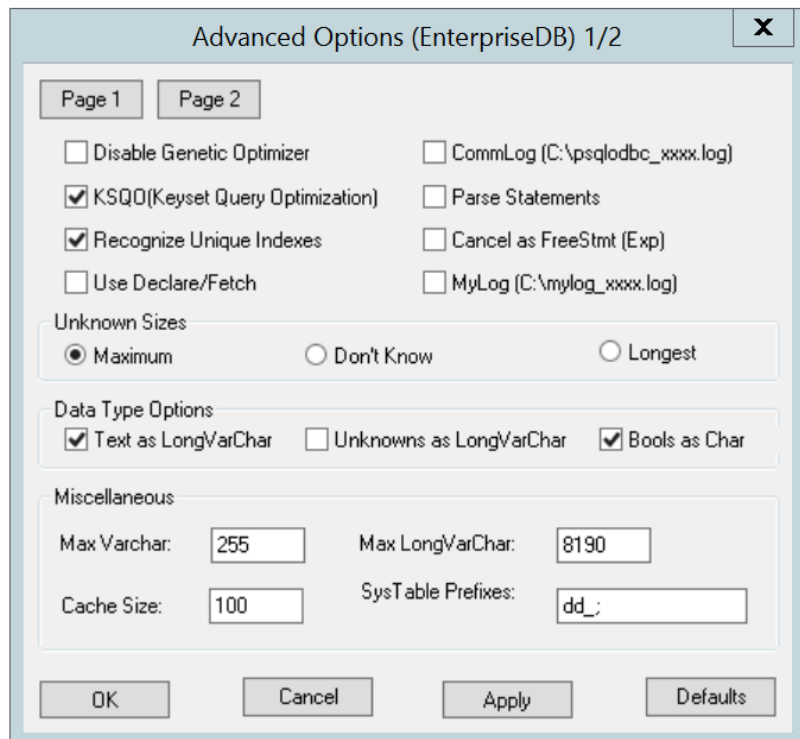 Advanced Options (EnterpriseDB) 1/2
X
Page 1 Page 2
Disable Genetic Optimizer CommLog (C:\psqlodbc_xxxx.log)
KSQO(Keyset Query Optimization) Parse Statements
Recognize Unique Indexes Cancel as FreeStmt (Exp)
Use Declare/Fetch MyLog (C:\mylog_xxxx.log)
Unknown Sizes
Maximum Don't Know Longest
Data Type Options
Text as LongVarChar Unknowns as LongVarChar Bools as Char
Miscellaneous
Max Varchar: 255 Max LongVarChar: 8190
Cache Size: 100 SysTable Prefixes: dd_;
OK Cancel Apply Defaults